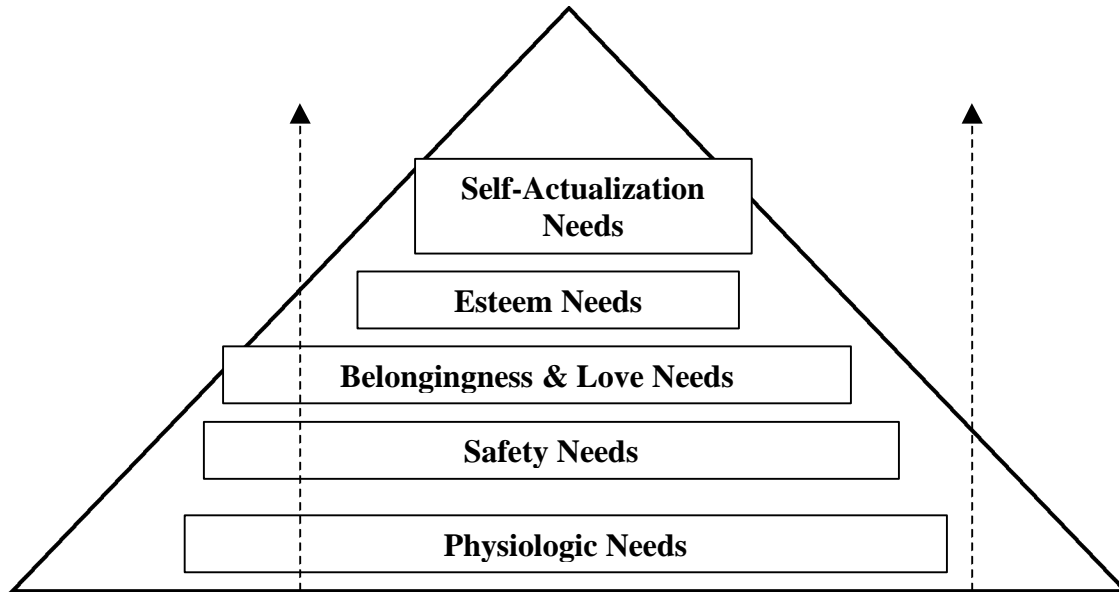 Self-Actualization
Needs
Esteem Needs
Belongingness & Love Needs
Safety Needs
Physiologic Needs